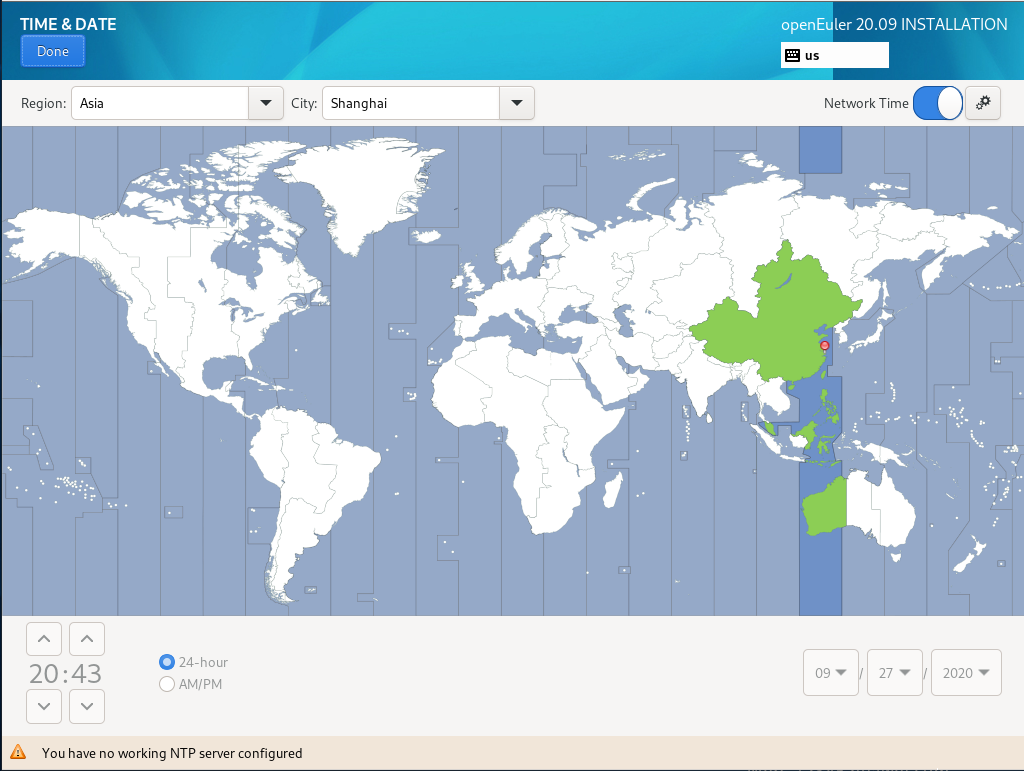 TIME & DATE
openEuler 20.09 INSTALLATION
Done
us
Region: Asia City: Shanghai Network Time
20:43
24-hour
AM/PM
09 / 27 / 2020
You have no working NTP server configured